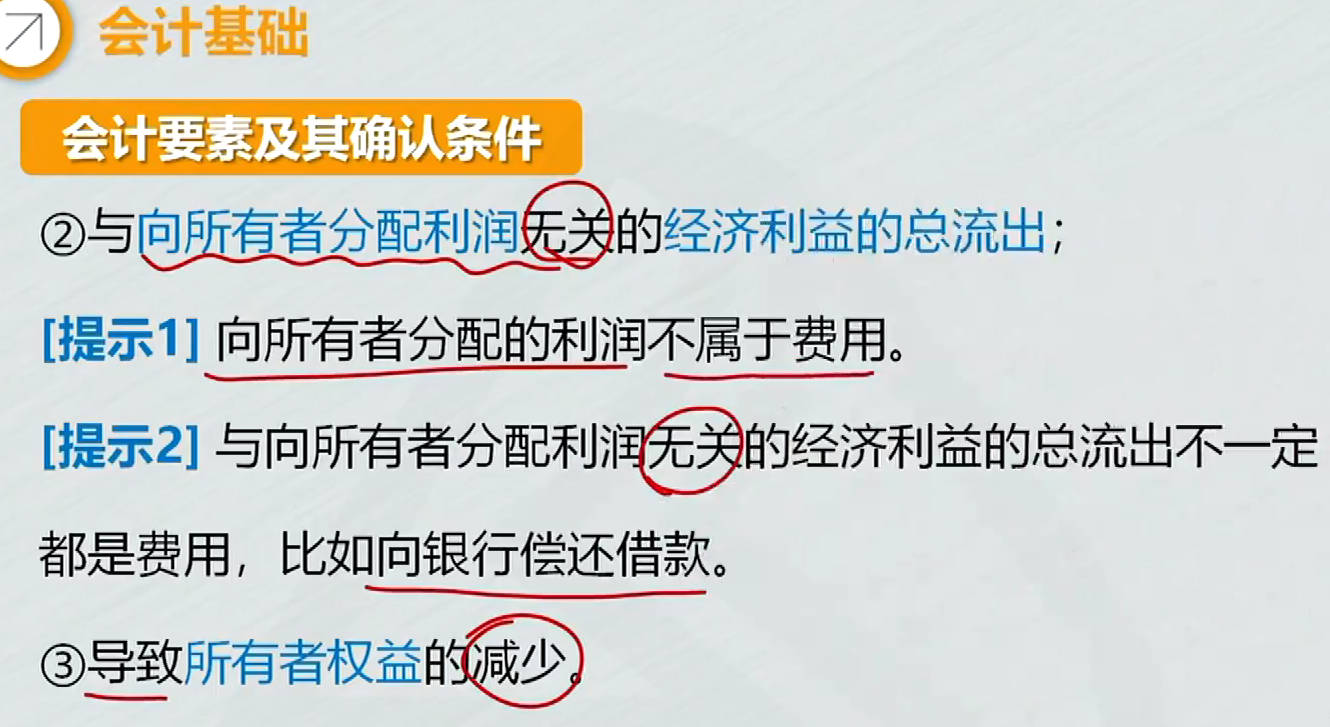 会计基础
会计要素及其确认条件
②与向所有者分配利润无关的经济利益的总流出；
[提示1] 向所有者分配的利润不属于费用。
[提示2] 与向所有者分配利润无关的经济利益的总流出不一定
都是费用，比如向银行偿还借款。
③导致所有者权益的减少。